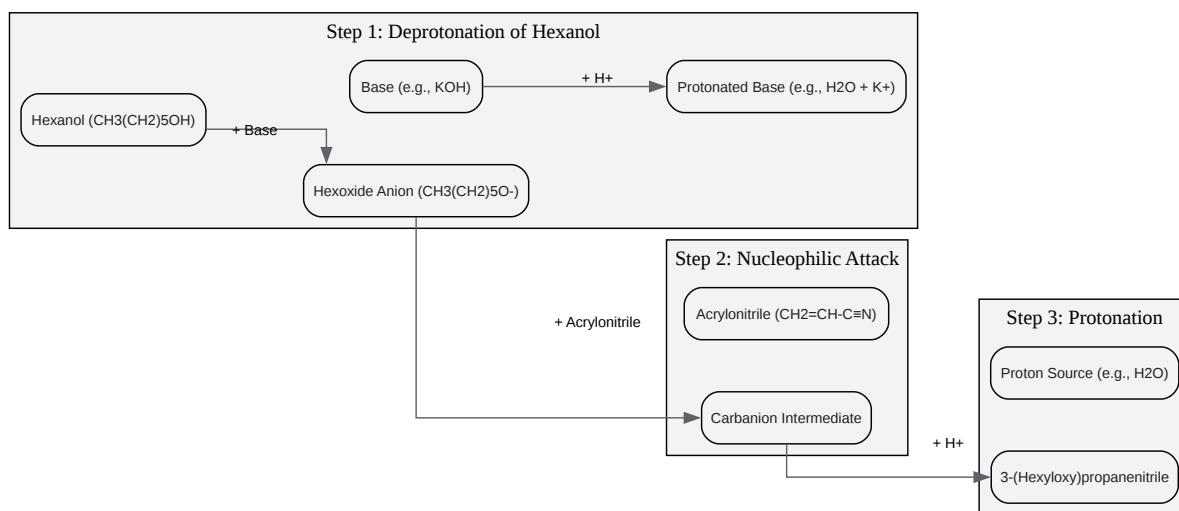 Step 1: Deprotonation of Hexanol
Base (e.g., KOH)
+ H+
Protonated Base (e.g., H2O + K+)
Hexanol (CH3(CH2)5OH)
+ Base
Hexoxide Anion (CH3(CH2)5O-)
Step 2: Nucleophilic Attack
Acrylonitrile (CH2=CH-C≡N)
+ Acrylonitrile
Carbanion Intermediate
Step 3: Protonation
Proton Source (e.g., H2O)
+ H+
3-(Hexyloxy)propanenitrile